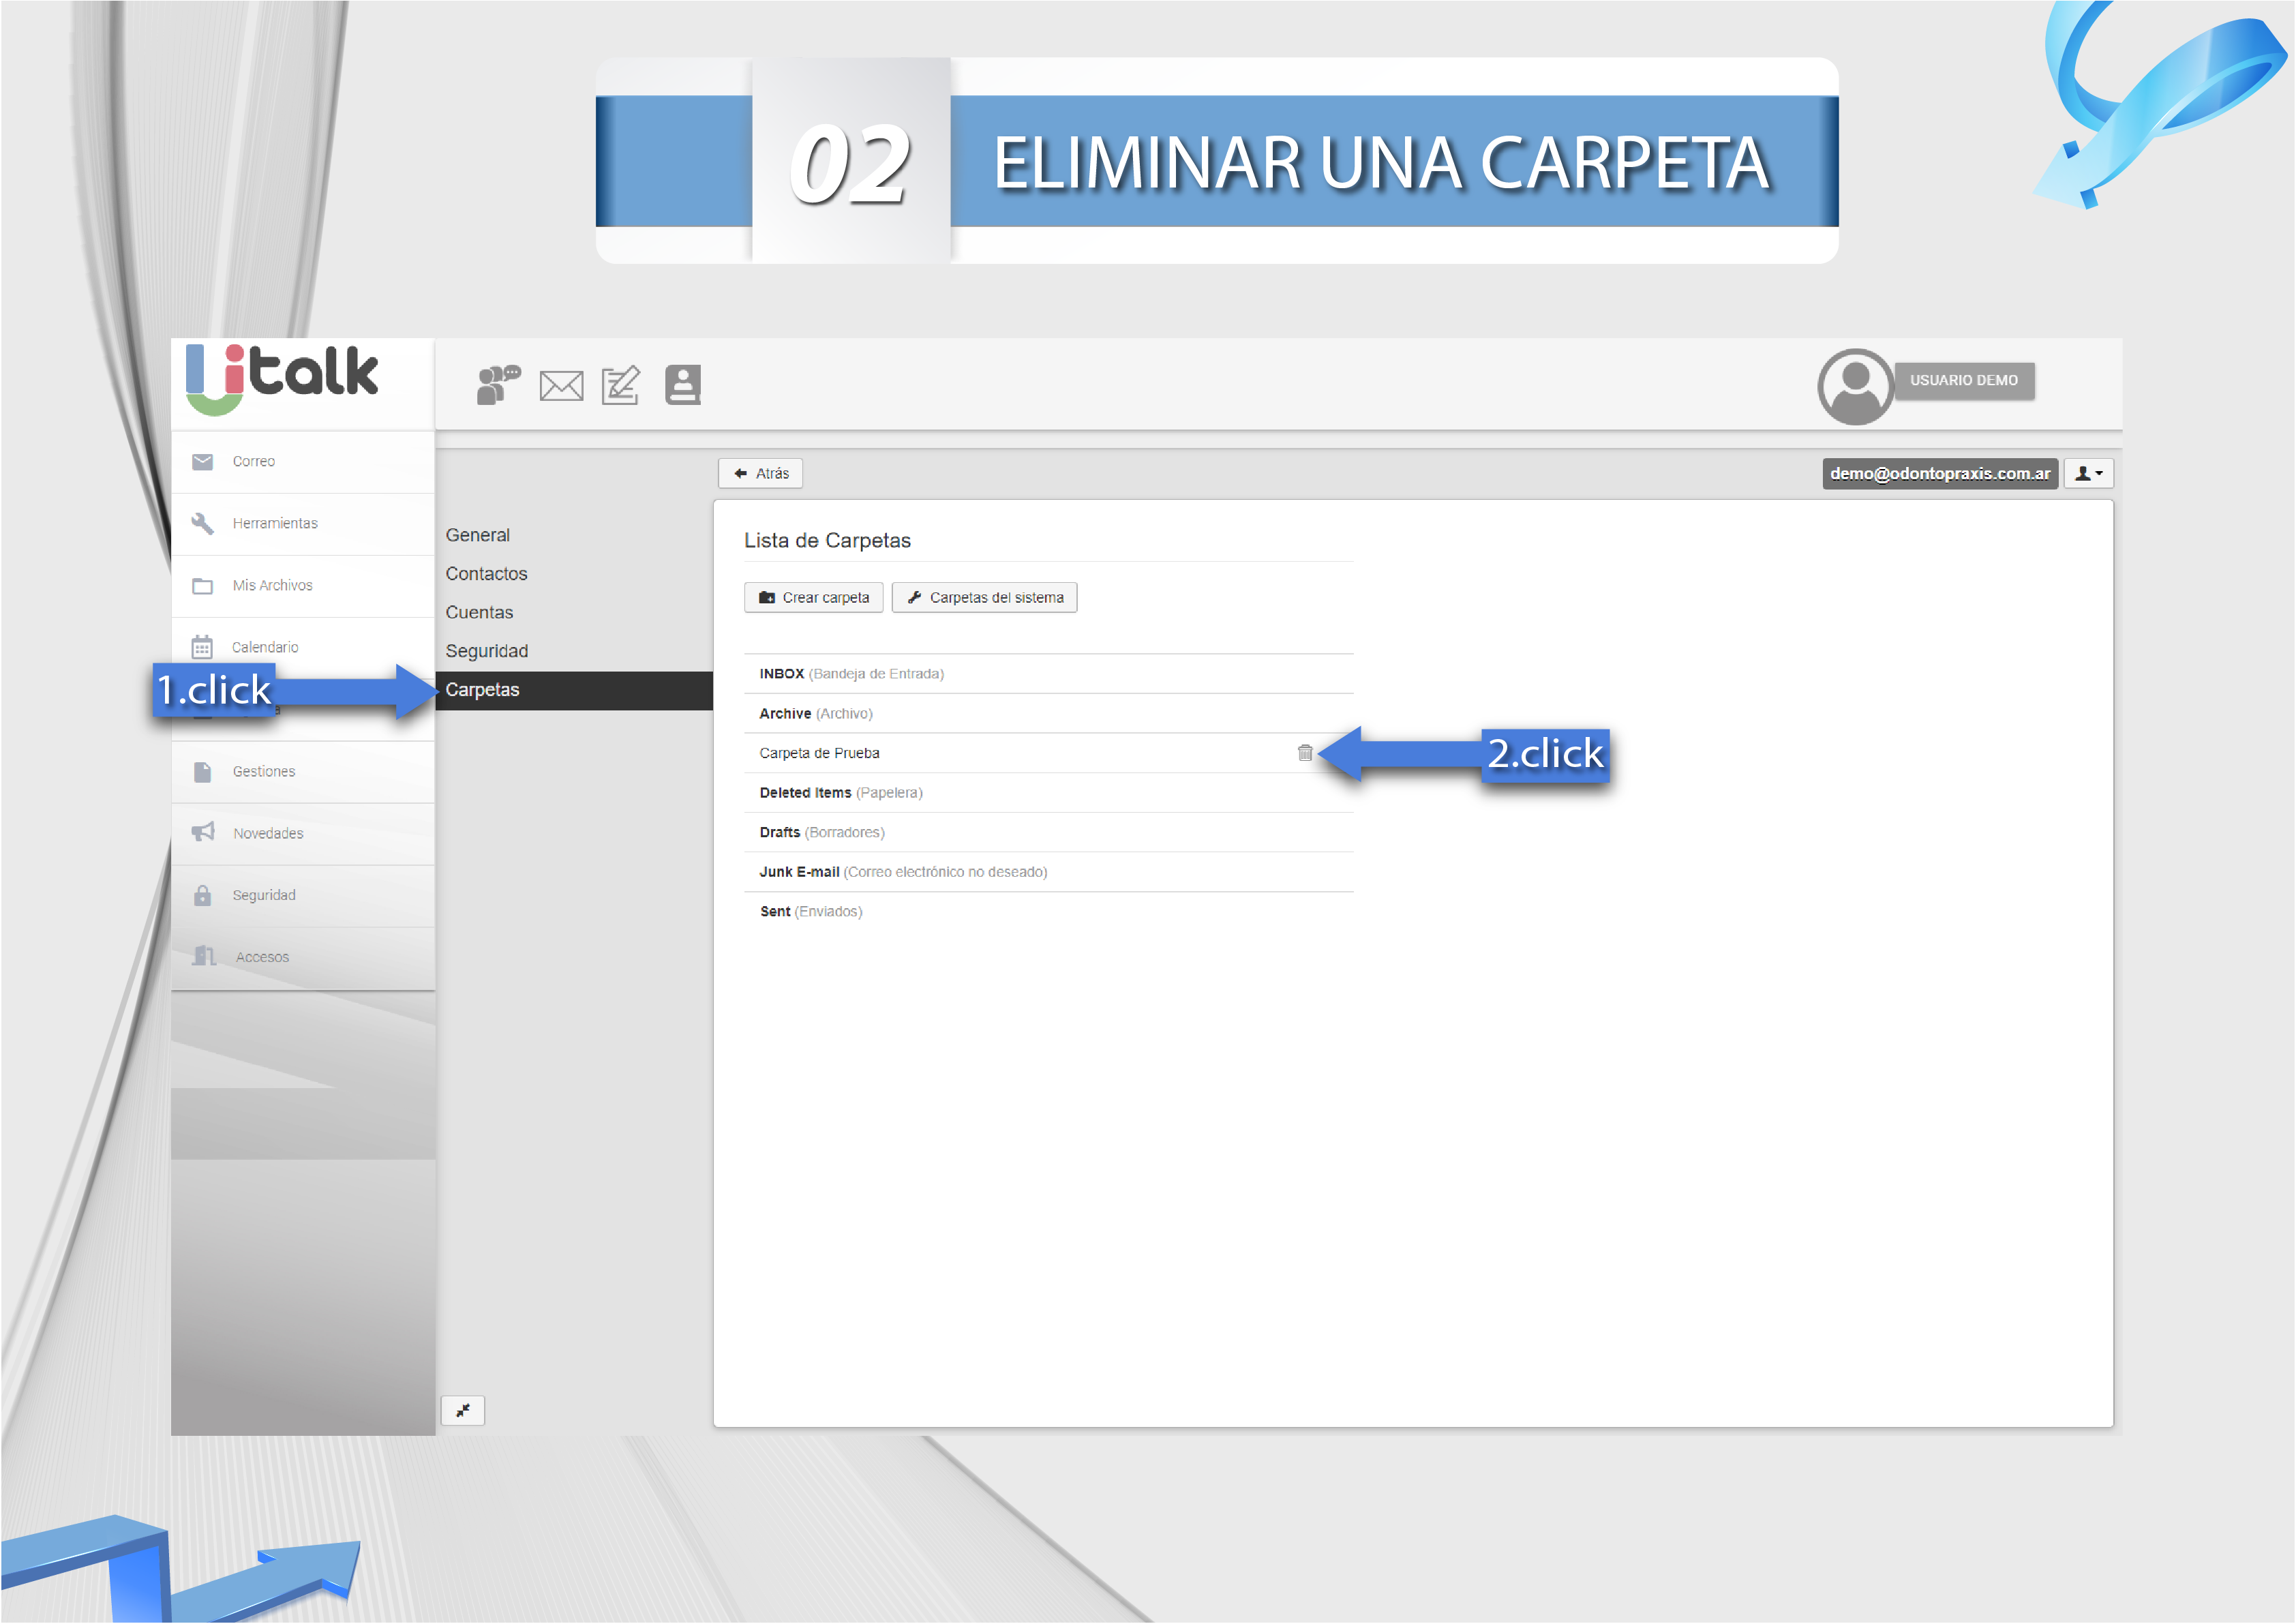 02
ELIMINAR UNA CARPETA
Uitalk
USUARIO DEMO
Correo
Herramientas
Mis Archivos
Calendario
Gestiones
Novedades
Seguridad
Accesos
1.click
General
Contactos
Cuentas
Seguridad
Carpetas
Atrás
demo@odontopraxis.com.ar
Lista de Carpetas
Crear carpeta
Carpetas del sistema
INBOX (Bandeja de Entrada)
Archive (Archivo)
Carpeta de Prueba
2.click
Deleted Items (Papelera)
Drafts (Borradores)
Junk E-mail (Correo electrónico no deseado)
Sent (Enviados)